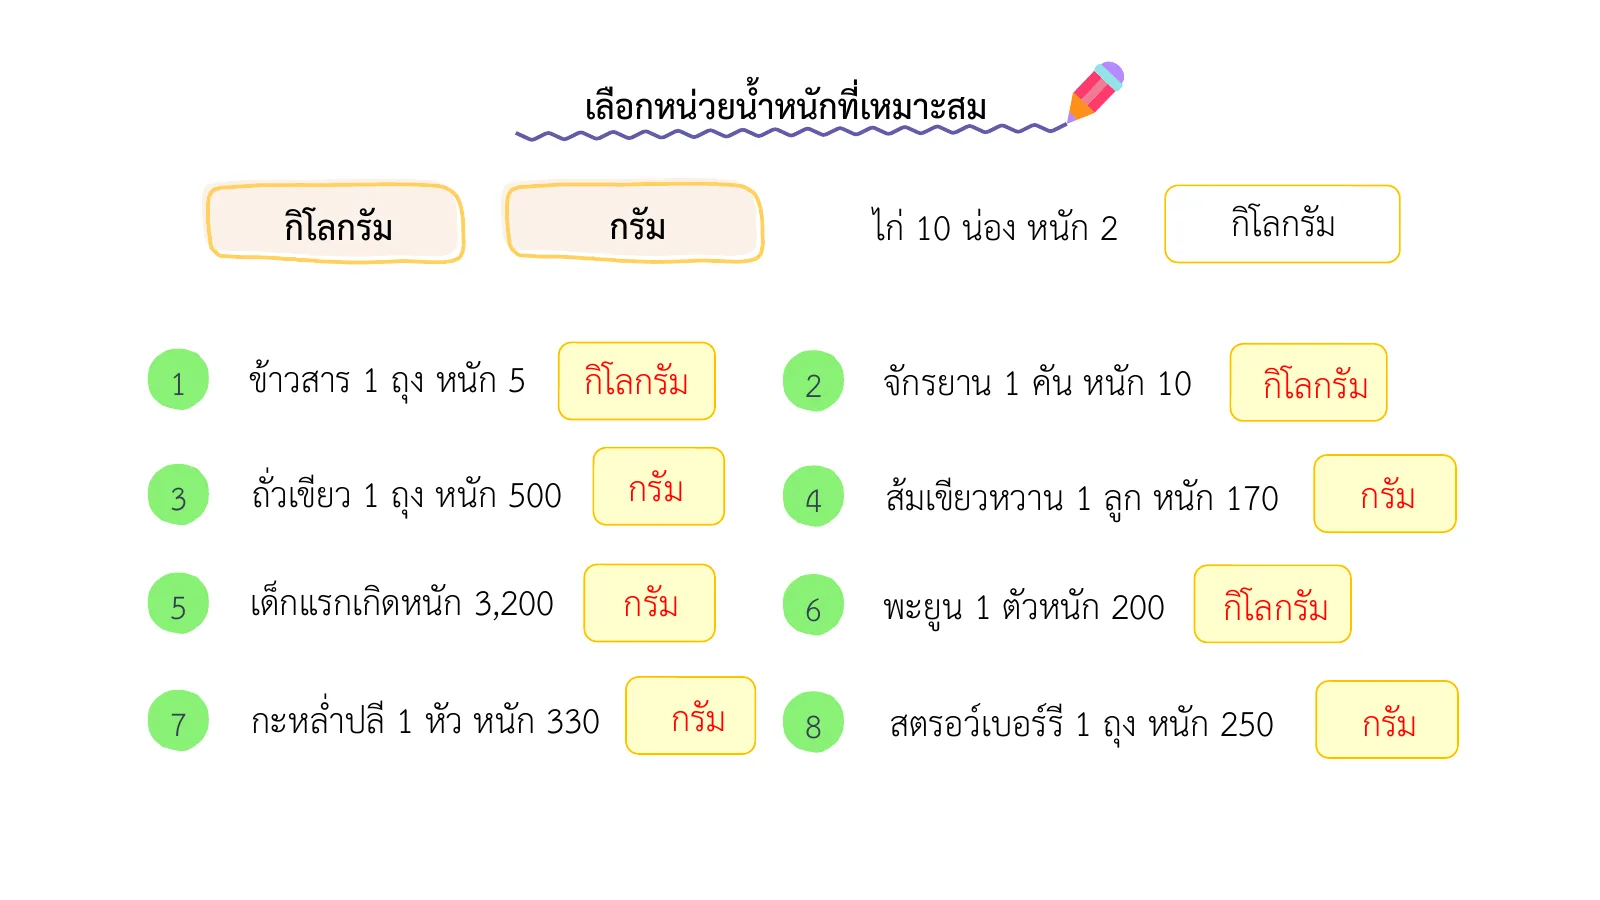 เลือกหน่วยน้ำหนักที่เหมาะสม
กิโลกรัม กรัม ไก่ 10 น่อง หนัก 2 กิโลกรัม
1 ข้าวสาร 1 ถุง หนัก 5 กิโลกรัม
2 จักรยาน 1 คัน หนัก 10 กิโลกรัม
3 ถั่วเขียว 1 ถุง หนัก 500 กรัม
4 ส้มเขียวหวาน 1 ลูก หนัก 170 กรัม
5 เด็กแรกเกิดหนัก 3,200 กรัม
6 พะยูน 1 ตัวหนัก 200 กิโลกรัม
7 กะหล่ำปลี 1 หัว หนัก 330 กรัม
8 สตรอว์เบอร์รี 1 ถุง หนัก 250 กรัม